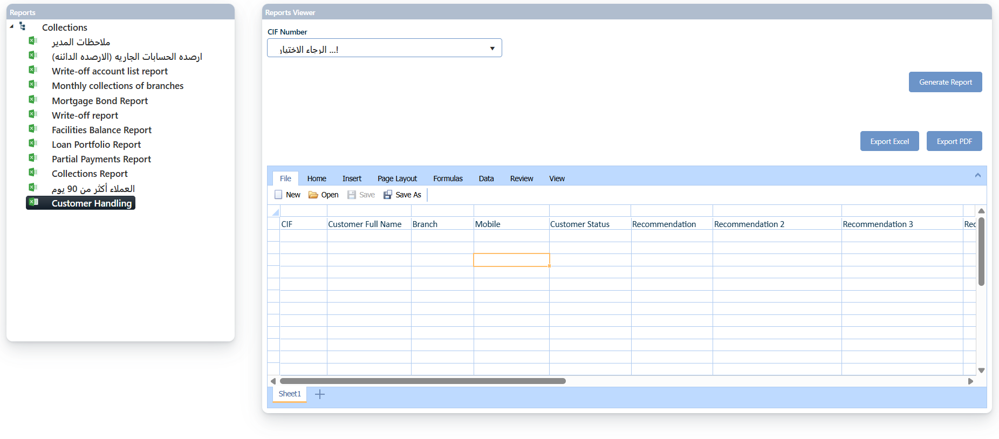 Reports
Collections
ملاحظات المدير
ارصده الحسابات الجاريه (الارصده الدائنه)
Write-off account list report
Monthly collections of branches
Mortgage Bond Report
Write-off report
Facilities Balance Report
Loan Portfolio Report
Partial Payments Report
Collections Report
العملاء أكثر من 90 يوم
Customer Handling
Reports Viewer
CIF Number
الرجاء الاختيار ...!
Generate Report
Export Excel Export PDF
File Home Insert Page Layout Formulas Data Review View
New Open Save Save As
CIF Customer Full Name Branch Mobile Customer Status Recommendation Recommendation 2 Recommendation 3 Rec
Sheet1